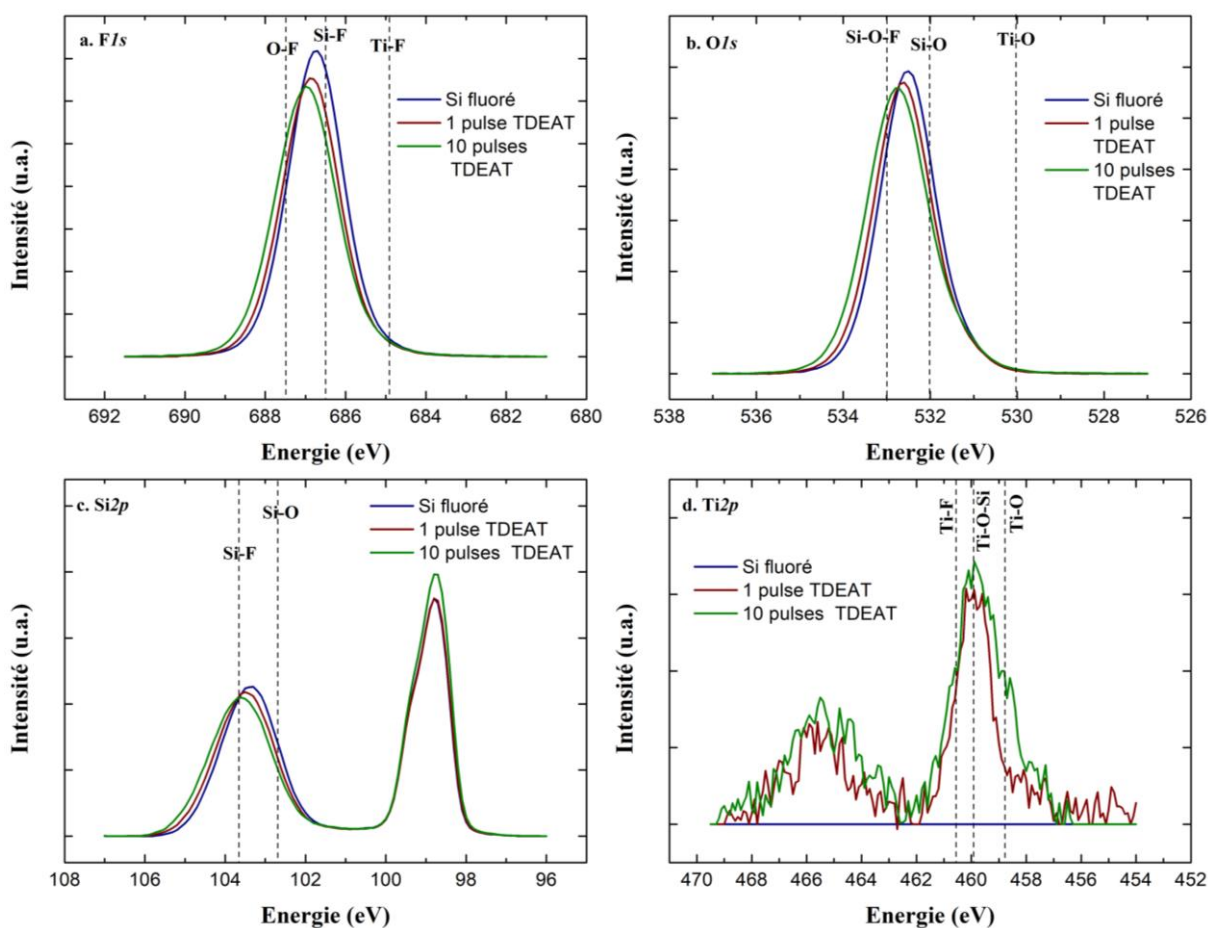 a. F1s
O-F
Si-F
Ti-F
Si fluoré
1 pulse TDEAT
10 pulses
TDEAT
Intensité (u.a.)
692 690 688 686 684 682 680
Energie (eV)
b. O1s
Si-O-F
Si-O
Ti-O
Si fluoré
1 pulse
TDEAT
10 pulses
TDEAT
Intensité (u.a.)
538 536 534 532 530 528 526
Energie (eV)
c. Si2p
Si-F
Si-O
Si fluoré
1 pulse TDEAT
10 pulses TDEAT
Intensité (u.a.)
108 106 104 102 100 98 96
Energie (eV)
d. Ti2p
Ti-F
Ti-O-Si
Ti-O
Si fluoré
1 pulse TDEAT
10 pulses TDEAT
Intensité (u.a.)
470 468 466 464 462 460 458 456 454 452
Energie (eV)